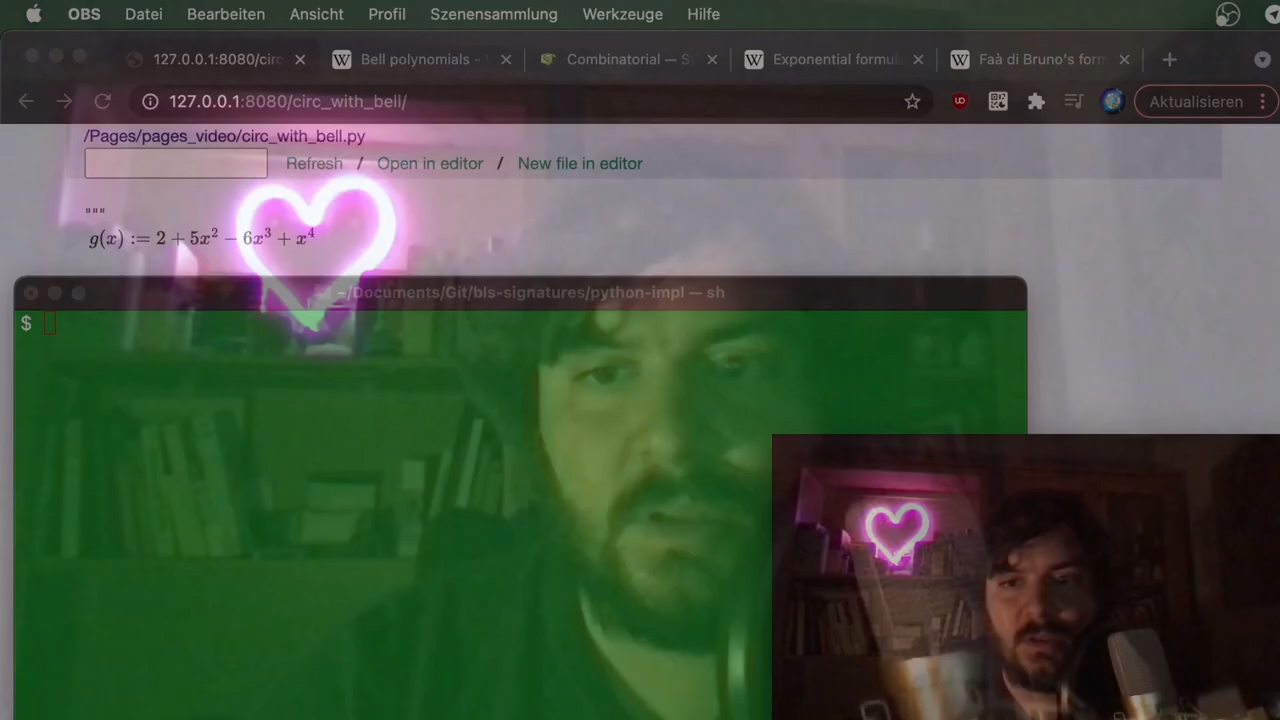 OBS Datei Bearbeiten Ansicht Profil Szenensammlung Werkzeuge Hilfe
127.0.0.1:8080/circ Bell polynomials - Combinatorial — S Exponential formul Faà di Bruno's form
127.0.0.1:8080/circ_with_bell/ Aktualisieren
/Pages/pages_video/circ_with_bell.py
Refresh / Open in editor / New file in editor
"""
g(x) := 2 + 5x² − 6x³ + x⁴
~/Documents/Git/bls-signatures/python-impl — sh
$